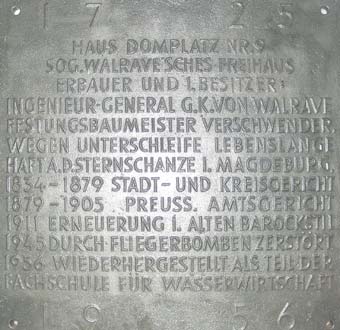 17 25
HAUS DOMPLATZ NR.9
SOG.WALRAVE'SCHES FREIHAUS
ERBAUER UND 1.BESITZER:
INGENIEUR-GENERAL G.K.VON WALRAVE
FESTUNGSBAUMEISTER VERSCHWENDER.
WEGEN UNTERSCHLEIFE LEBENSLANGE
HAFT A.D.STERNSCHANZE I. MAGDEBURG.
1834-1879 STADT- UND KREISGERICHT
1879-1905 PREUSS. AMTSGERICHT
1911 ERNEUERUNG I. ALTEN BAROCKSTIL
1945 DURCH FLIEGERBOMBEN ZERSTÖRT
1956 WIEDERHERGESTELLT ALS TEIL DER
FACHSCHULE FÜR WASSERWIRTSCHAFT
19 56